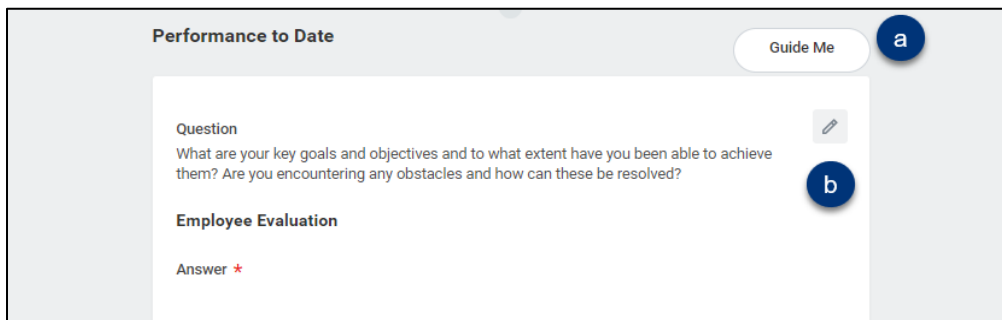 Performance to Date
Guide Me
a
Question
What are your key goals and objectives and to what extent have you been able to achieve
them? Are you encountering any obstacles and how can these be resolved?
b
Employee Evaluation
Answer *